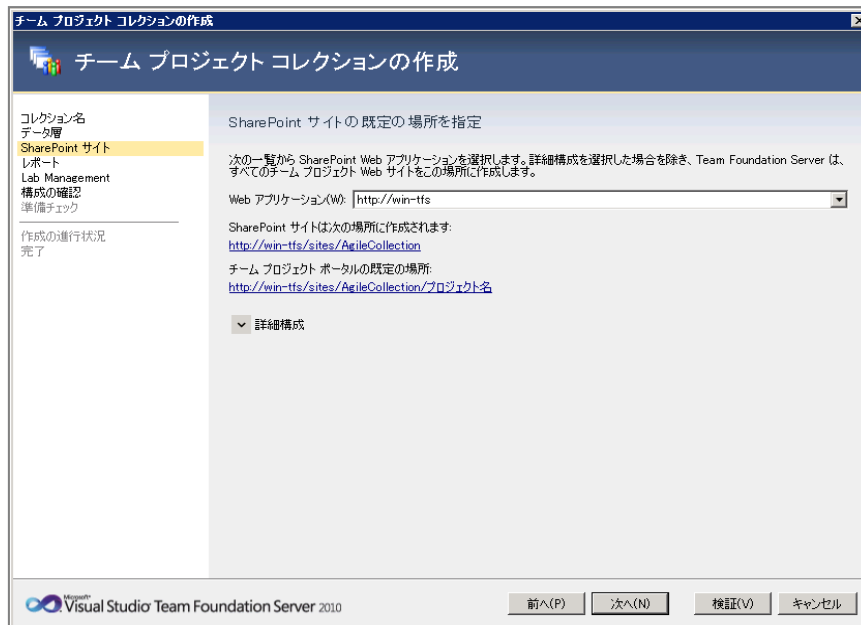 チーム プロジェクト コレクションの作成
チーム プロジェクト コレクションの作成
コレクション名
データ層
SharePoint サイト
レポート
Lab Management
構成の確認
準備チェック
作成の進行状況
完了
SharePoint サイトの既定の場所を指定
次の一覧から SharePoint Web アプリケーションを選択します。詳細構成を選択した場合を除き、Team Foundation Server は、
すべてのチーム プロジェクト Web サイトをこの場所に作成します。
Web アプリケーション(W): http://win-tfs
SharePoint サイトは次の場所に作成されます:
http://win-tfs/sites/AgileCollection
チーム プロジェクト ポータルの既定の場所:
http://win-tfs/sites/AgileCollection/プロジェクト名
詳細構成
Microsoft Visual Studio Team Foundation Server 2010
前へ(P) 次へ(N) 検証(V) キャンセル